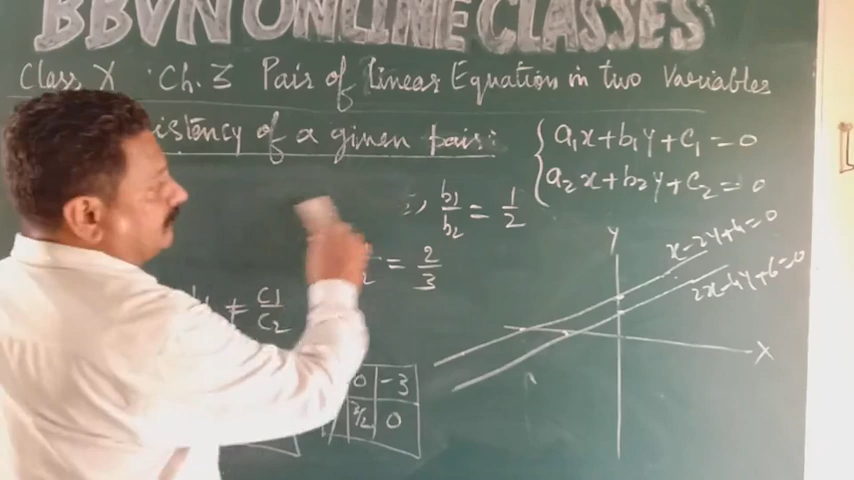 BBVN ONLINE CLASSES
Class X Ch. 3 Pair of linear Equation in two Variables
istency of a given pair:
a₁x+b₁y+c₁=0
a₂x+b₂y+c₂=0
b₁/b₂ = 1/2
= 2/3
≠ c₁/c₂
Y
x-2y+4=0
2x-4y+6=0
X
0 -3
3/2 0